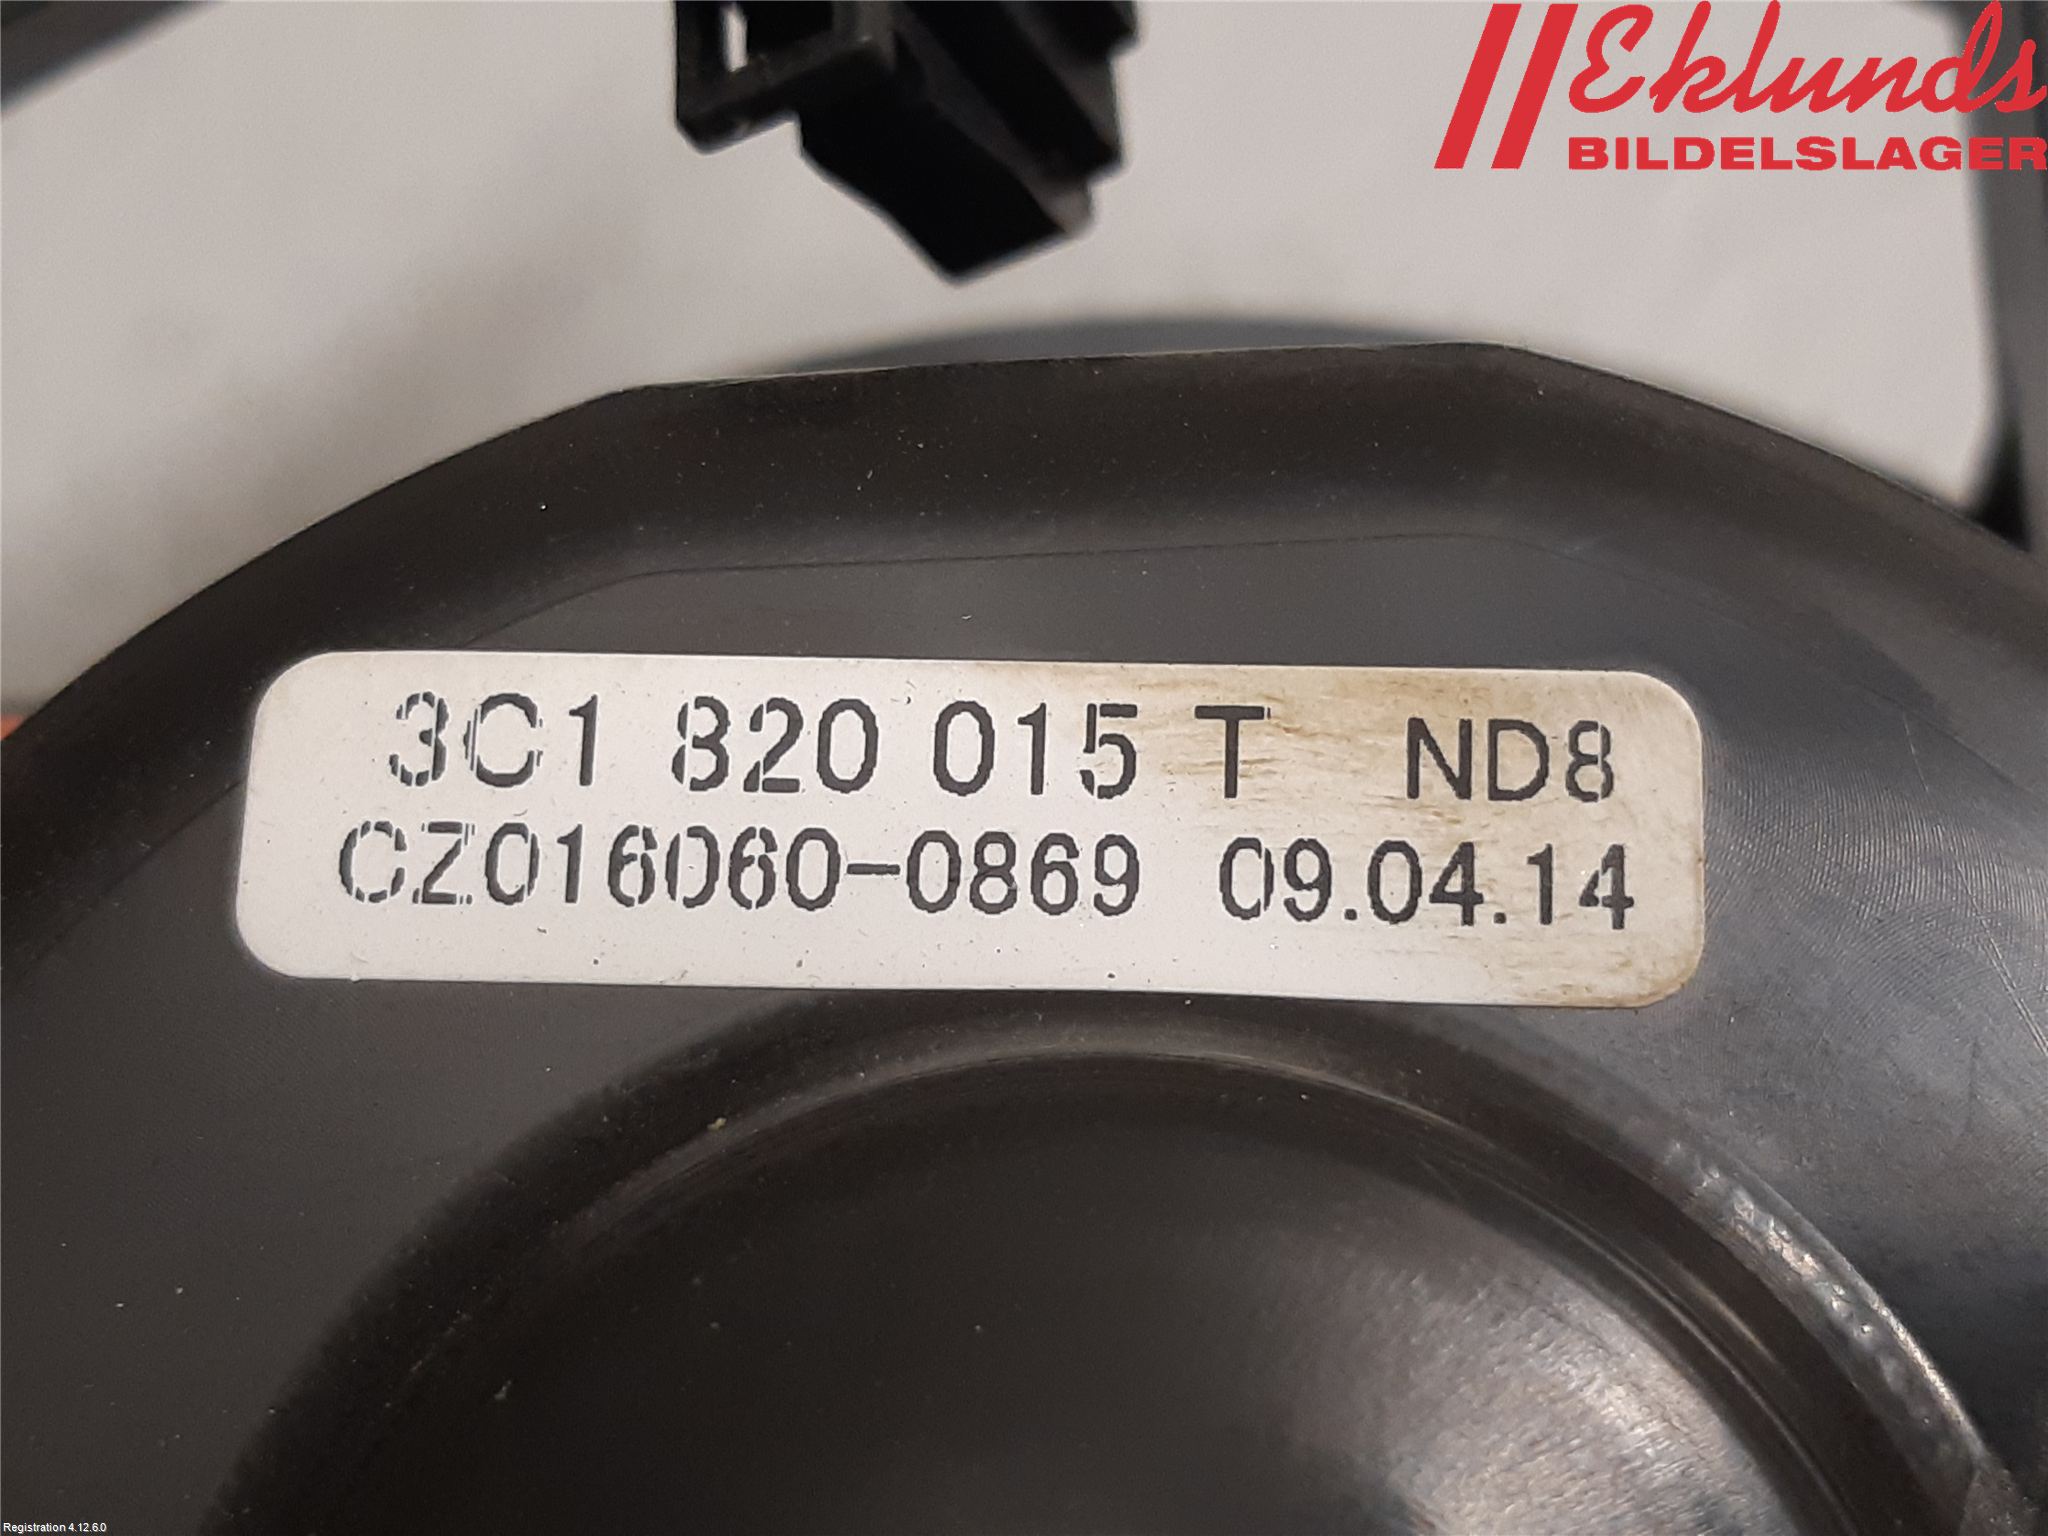 Eklunds
BILDELSLAGER
3C1 820 015 T ND8
CZ016060-0869 09.04.14
Registration 4.12.6.0